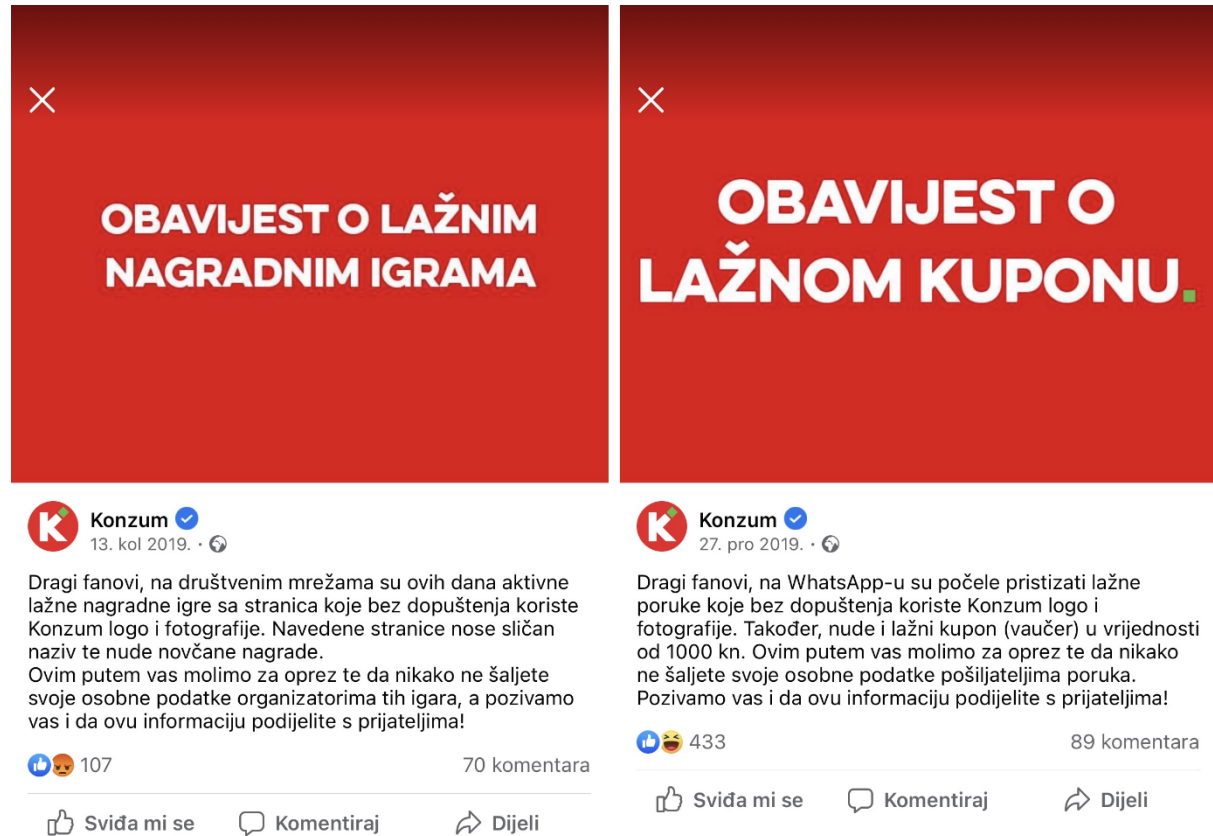 OBAVIJEST O LAŽNIM
NAGRADNIM IGRAMA
Konzum
13. kol 2019. ·
Dragi fanovi, na društvenim mrežama su ovih dana aktivne
lažne nagradne igre sa stranica koje bez dopuštenja koriste
Konzum logo i fotografije. Navedene stranice nose sličan
naziv te nude novčane nagrade.
Ovim putem vas molimo za oprez te da nikako ne šaljete
svoje osobne podatke organizatorima tih igara, a pozivamo
vas i da ovu informaciju podijelite s prijateljima!
107
70 komentara
Sviđa mi se
Komentiraj
Dijeli
OBAVIJEST O
LAŽNOM KUPONU.
Konzum
27. pro 2019. ·
Dragi fanovi, na WhatsApp-u su počele pristizati lažne
poruke koje bez dopuštenja koriste Konzum logo i
fotografije. Također, nude i lažni kupon (vaučer) u vrijednosti
od 1000 kn. Ovim putem vas molimo za oprez te da nikako
ne šaljete svoje osobne podatke pošiljateljima poruka.
Pozivamo vas i da ovu informaciju podijelite s prijateljima!
433
89 komentara
Sviđa mi se
Komentiraj
Dijeli